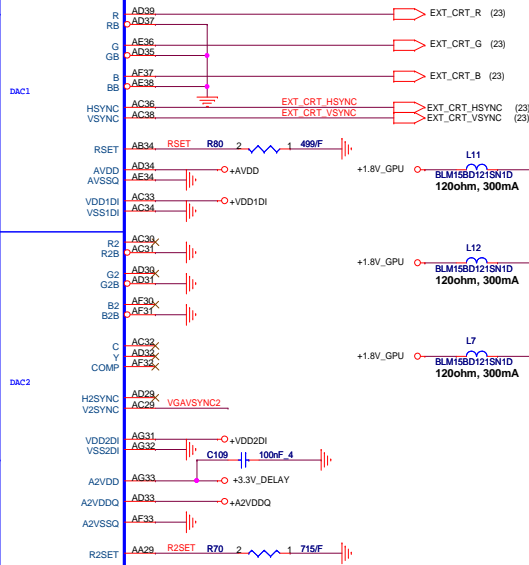 R AD39 EXT_CRT_R (23)
RB AD37
G AE36 EXT_CRT_G (23)
GB AD35
B AF37 EXT_CRT_B (23)
BB AE38
DAC1
HSYNC AC36 EXT_CRT_HSYNC EXT_CRT_HSYNC (23)
VSYNC AC38 EXT_CRT_VSYNC EXT_CRT_VSYNC (23)
RSET AB34 RSET R80 2 1 499/F
L11
AVDD AD34 +AVDD +1.8V_GPU
AVSSQ AE34 BLM15BD121SN1D
120ohm, 300mA
VDD1DI AC33 +VDD1DI
VSS1DI AC34
R2 AC30
R2B AC31 L12
+1.8V_GPU
G2 AD30 BLM15BD121SN1D
G2B AD31 120ohm, 300mA
B2 AF30
B2B AF31
C AC32 L7
Y AD32 +1.8V_GPU
COMP AF32 BLM15BD121SN1D
120ohm, 300mA
DAC2
H2SYNC AD29
V2SYNC AC29 VGAVSYNC2
VDD2DI AG31 +VDD2DI
VSS2DI AG32
C109 100nF_4
A2VDD AG33 +3.3V_DELAY
A2VDDQ AD33 +A2VDDQ
A2VSSQ AF33
R2SET AA29 R2SET R70 2 1 715/F